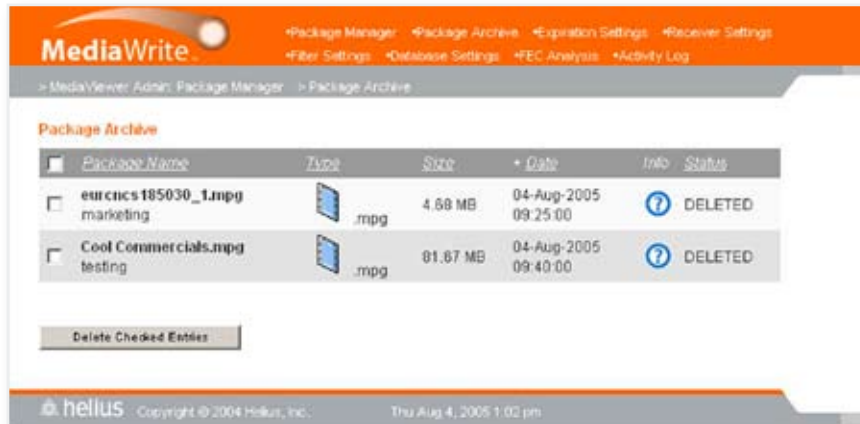 MediaWrite
•Package Manager •Package Archive •Expiration Settings •Receiver Settings
•Filter Settings •Database Settings •FEC Analysis •Activity Log
> MediaViewer Admin: Package Manager > Package Archive
Package Archive
Package Name Type Size Date Info Status
eurcncs185030_1.mpg
marketing
.mpg 4.68 MB 04-Aug-2005
09:25:00
? DELETED
Cool Commercials.mpg
testing
.mpg 81.67 MB 04-Aug-2005
09:40:00
? DELETED
Delete Checked Entries
helius Copyright © 2004 Helius, Inc. Thu Aug 4, 2005 1:02 pm